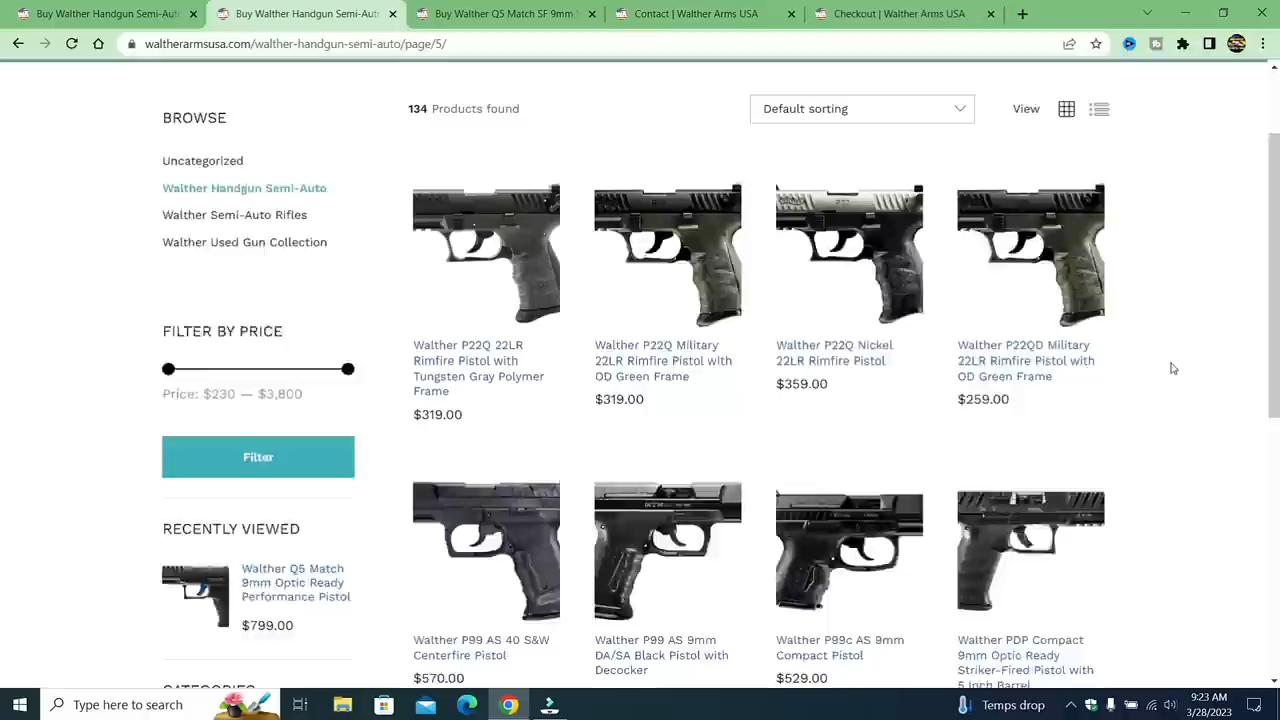 Buy Walther Handgun Semi-Auto
Buy Walther Handgun Semi-Auto
Buy Walther Q5 Match SF 9mm
Contact | Walther Arms USA
Checkout | Walther Arms USA
waltherarmsusa.com/walther-handgun-semi-auto/page/5/
BROWSE
Uncategorized
Walther Handgun Semi-Auto
Walther Semi-Auto Rifles
Walther Used Gun Collection
FILTER BY PRICE
Price: $230 — $3,800
Filter
RECENTLY VIEWED
Walther Q5 Match
9mm Optic Ready
Performance Pistol
$799.00
CATEGORIES
134 Products found
Default sorting
View
Walther P22Q 22LR
Rimfire Pistol with
Tungsten Gray Polymer
Frame
$319.00
Walther P22Q Military
22LR Rimfire Pistol with
OD Green Frame
$319.00
Walther P22Q Nickel
22LR Rimfire Pistol
$359.00
Walther P22QD Military
22LR Rimfire Pistol with
OD Green Frame
$259.00
Walther P99 AS 40 S&W
Centerfire Pistol
$570.00
Walther P99 AS 9mm
DA/SA Black Pistol with
Decocker
Walther P99c AS 9mm
Compact Pistol
$529.00
Walther PDP Compact
9mm Optic Ready
Striker-Fired Pistol with
5 Inch Barrel
Type here to search
Temps drop
9:23 AM
3/28/2023